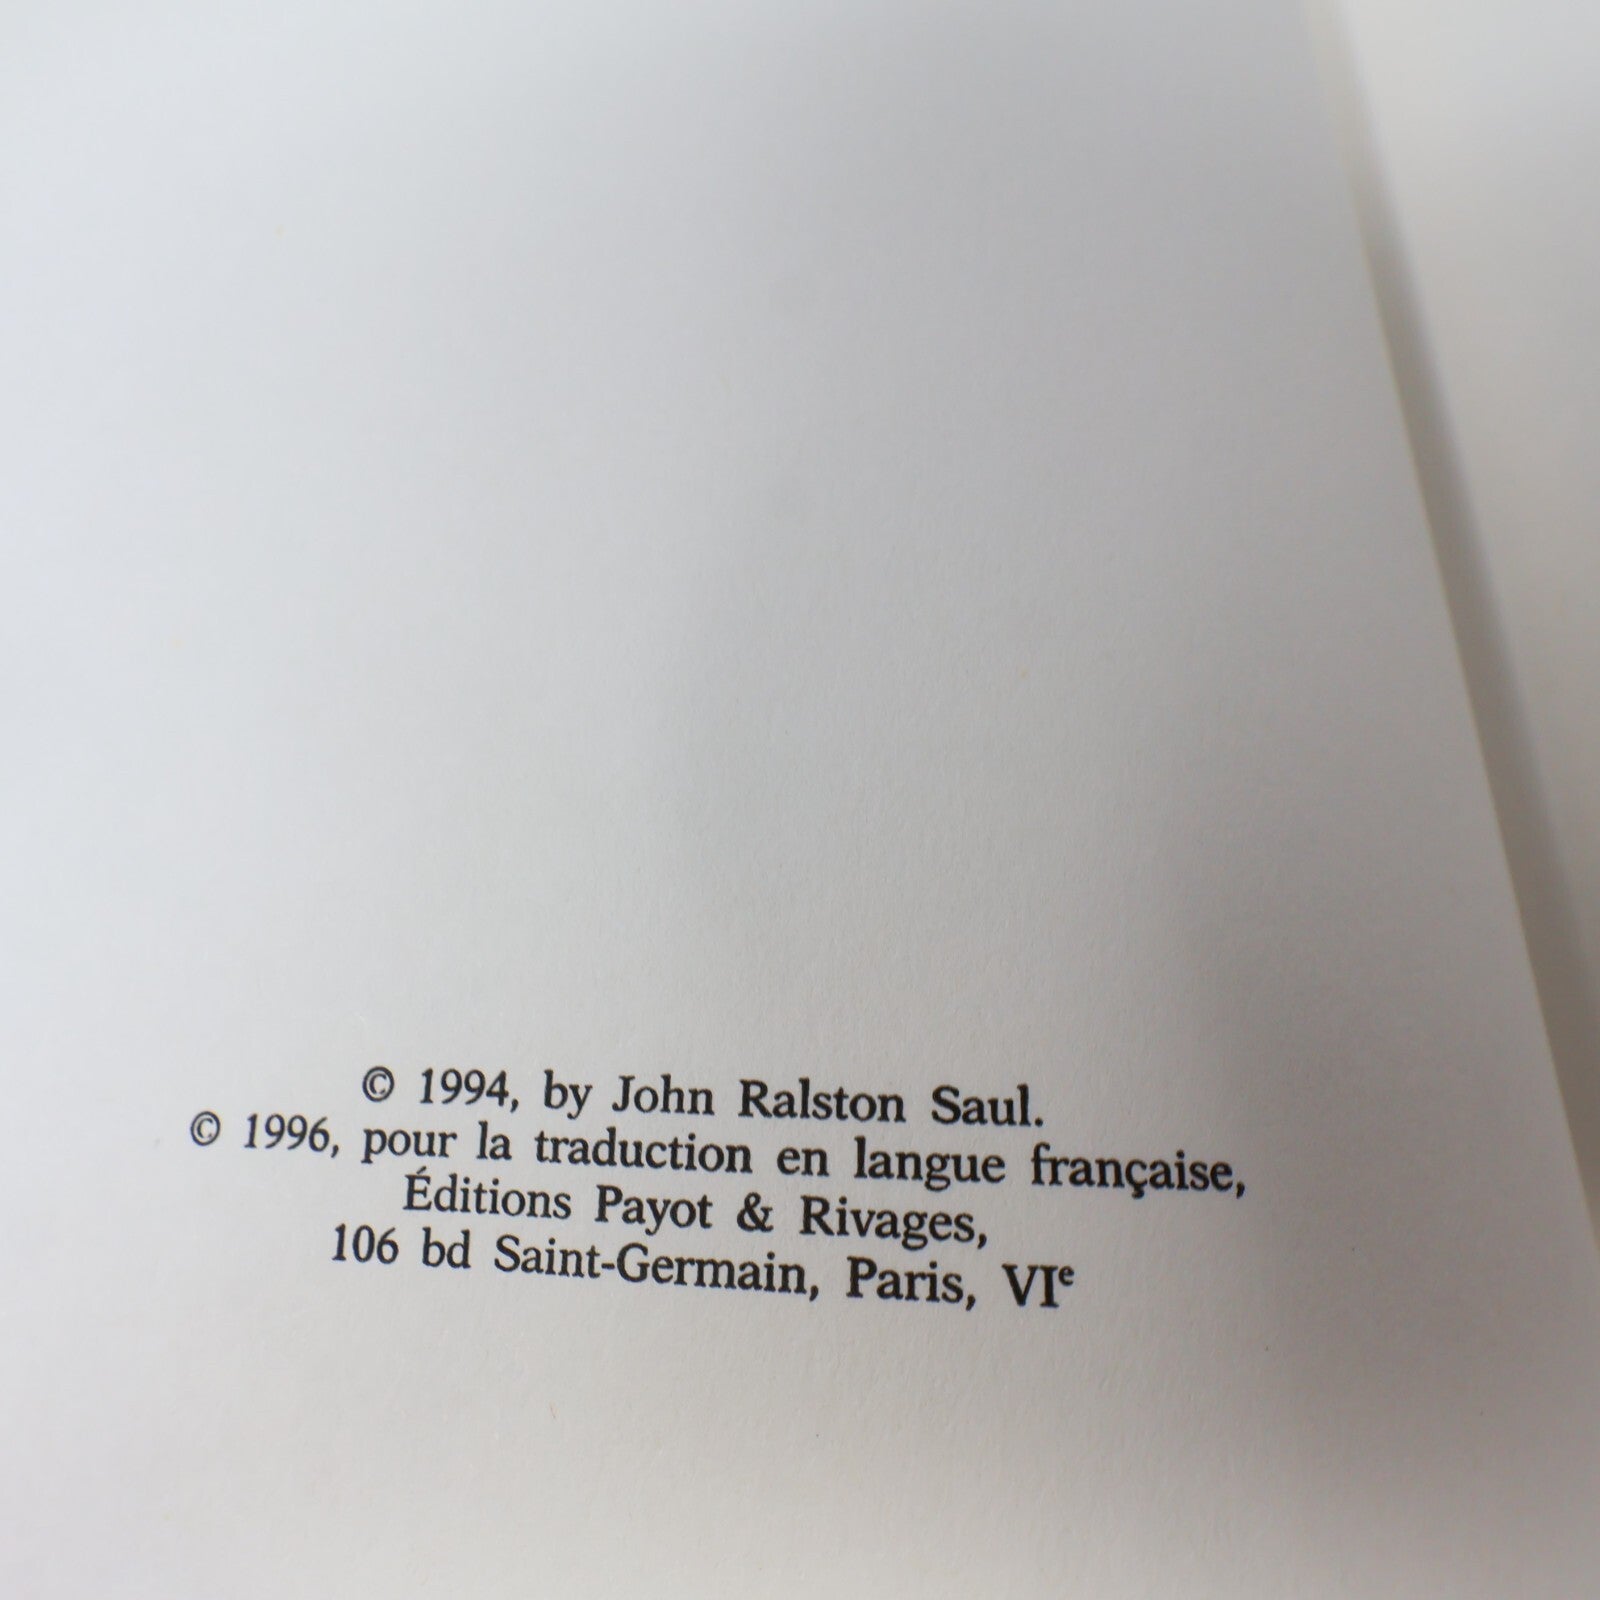 © 1994, by John Ralston Saul.
© 1996, pour la traduction en langue française,
Éditions Payot & Rivages,
106 bd Saint-Germain, Paris, VIᵉ